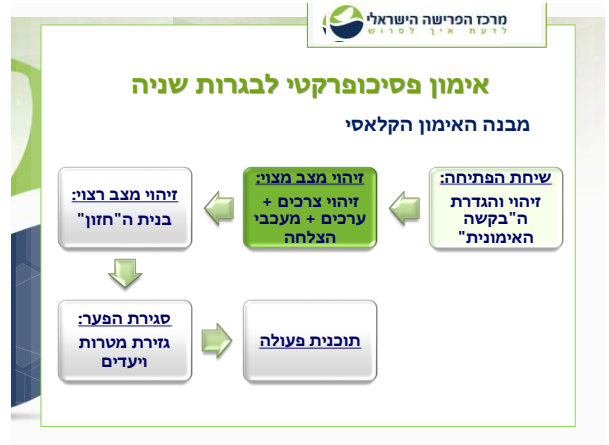 מרכז הפרישה הישראלי
לדעת איך לפרוש
אימון פסיכופרקטי לבגרות שניה
מבנה האימון הקלאסי
שיחת הפתיחה:
זיהוי והגדרת
ה"בקשה
האימונית"
זיהוי מצב מצוי:
זיהוי צרכים +
ערכים + מעכבי
הצלחה
זיהוי מצב רצוי:
בנית ה"חזון"
סגירת הפער:
גזירת מטרות
ויעדים
תוכנית פעולה